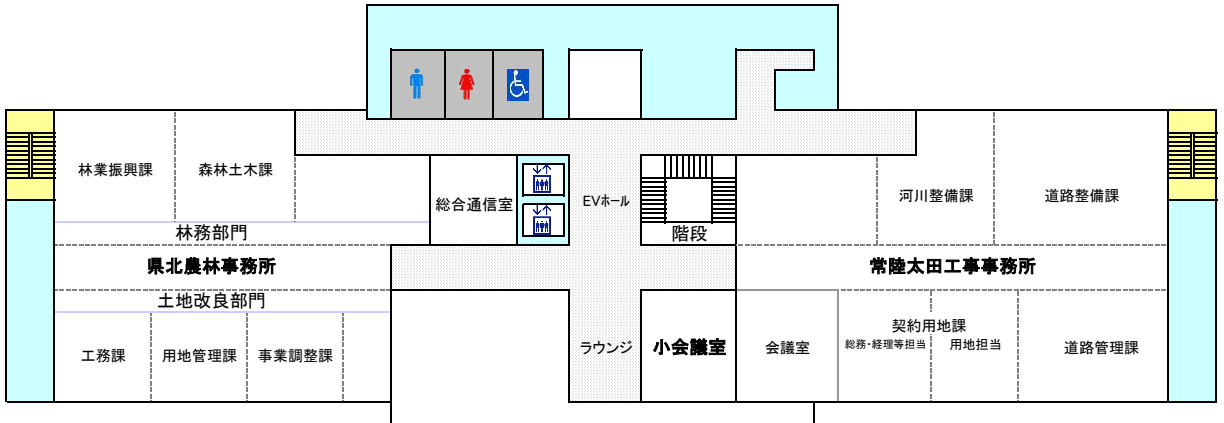 林業振興課
森林土木課
総合通信室
EVホール
河川整備課
道路整備課
林務部門
階段
県北農林事務所
常陸太田工事事務所
土地改良部門
工務課
用地管理課
事業調整課
ラウンジ
小会議室
会議室
契約用地課
総務・経理等担当
用地担当
道路管理課